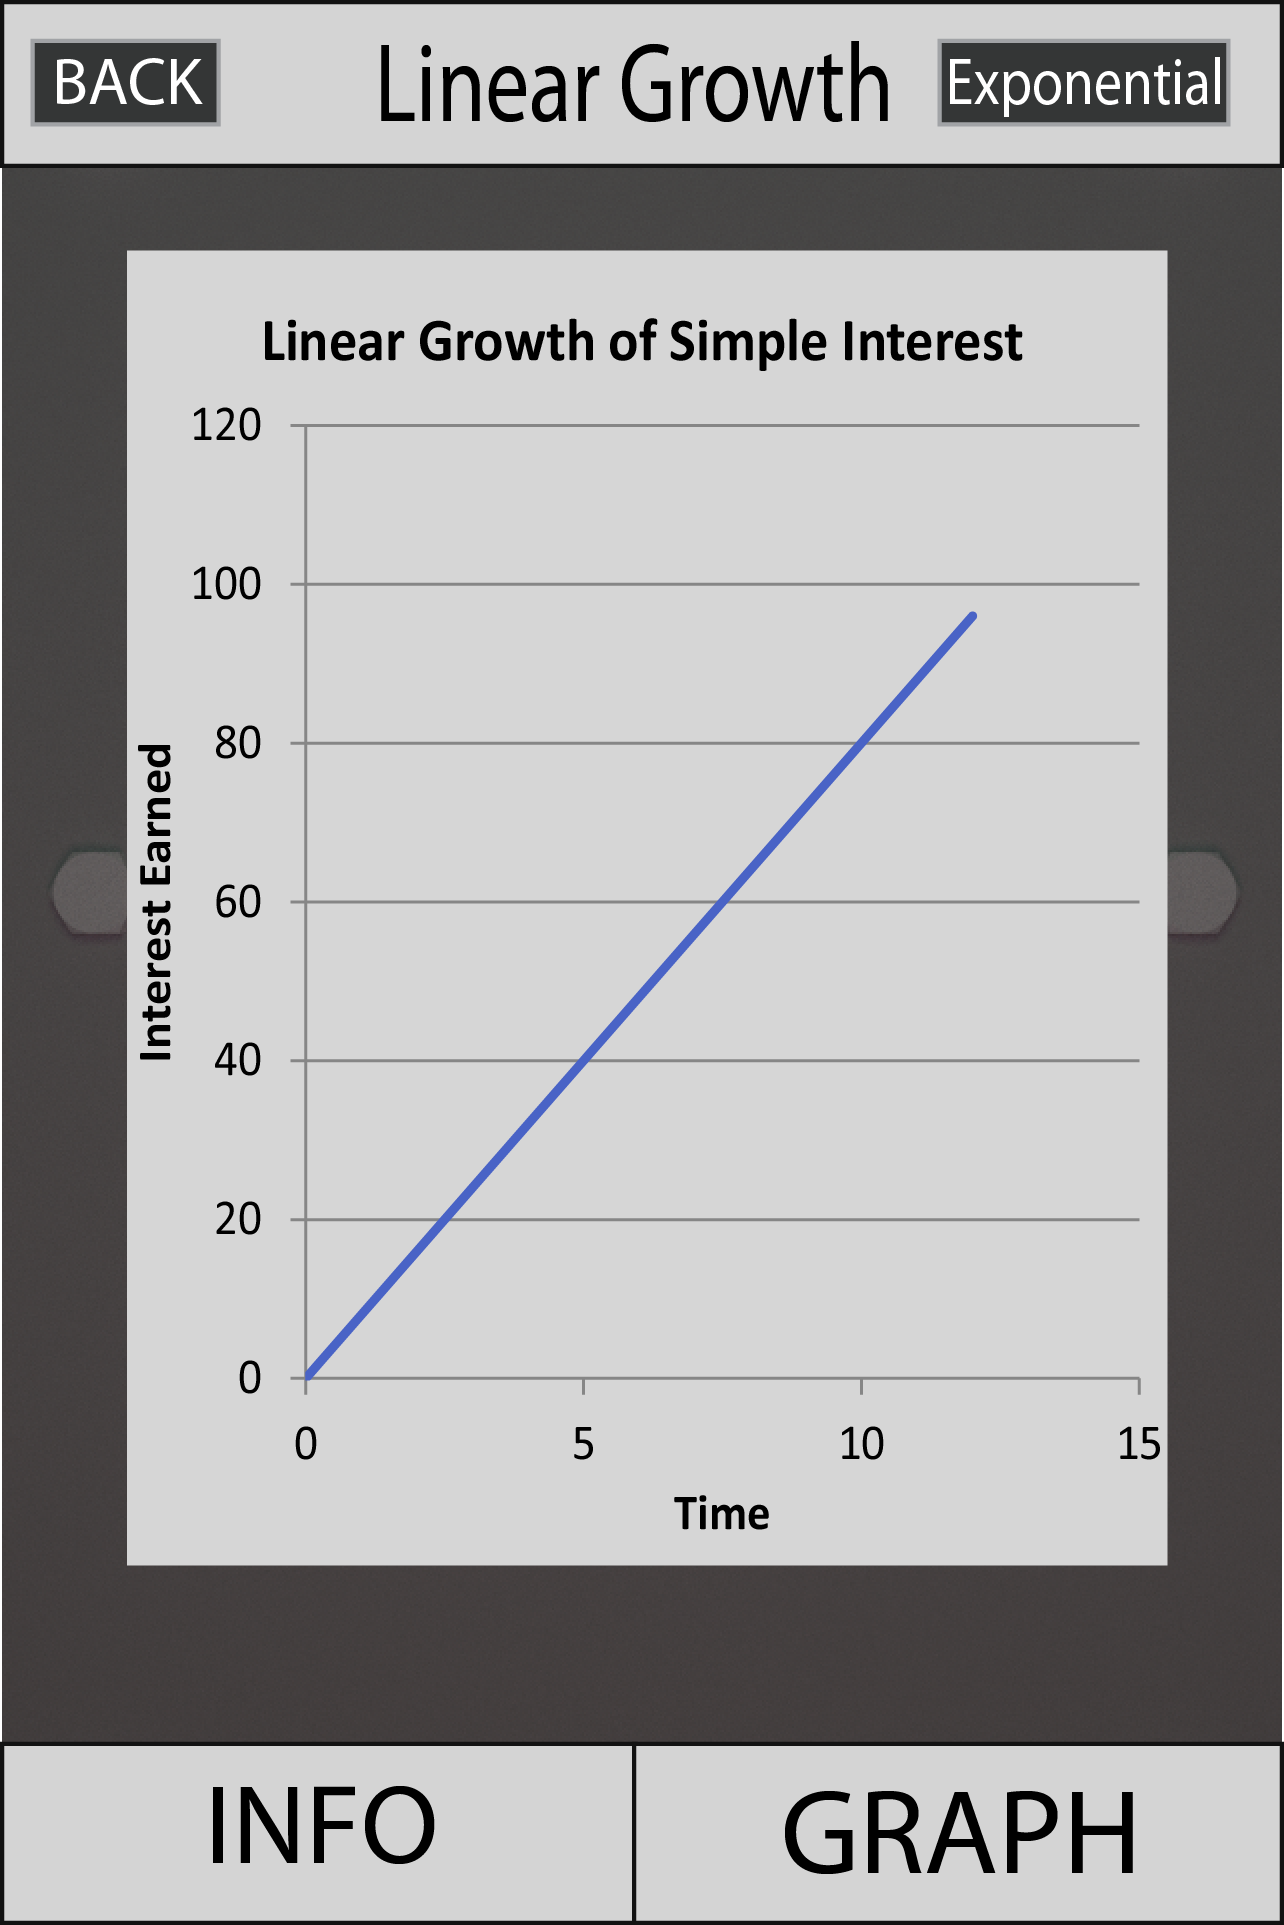 BACK
Linear Growth
Exponential
Linear Growth of Simple Interest
120
100
80
60
40
20
0
Interest Earned
0 5 10 15
Time
INFO
GRAPH